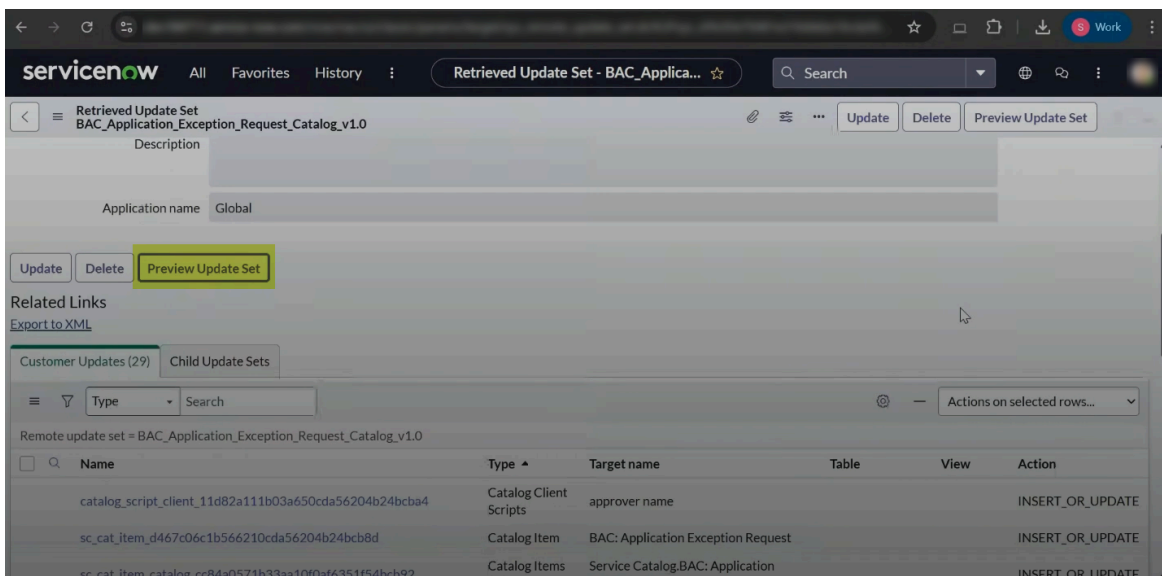 S Work
servicenow All Favorites History Retrieved Update Set - BAC_Applica... Search
Retrieved Update Set
BAC_Application_Exception_Request_Catalog_v1.0
Update Delete Preview Update Set
Description
Application name Global
Update Delete Preview Update Set
Related Links
Export to XML
Customer Updates (29) Child Update Sets
Type Search Actions on selected rows...
Remote update set = BAC_Application_Exception_Request_Catalog_v1.0
Name Type Target name Table View Action
catalog_script_client_11d82a111b03a650cda56204b24bcba4 Catalog Client Scripts approver name INSERT_OR_UPDATE
sc_cat_item_d467c06c1b566210cda56204b24bcb8d Catalog Item BAC: Application Exception Request INSERT_OR_UPDATE
sc_cat_item_catalog_cc84a0571b33aa10f0af6351f54bcb92 Catalog Items Service Catalog.BAC: Application INSERT_OR_UPDATE